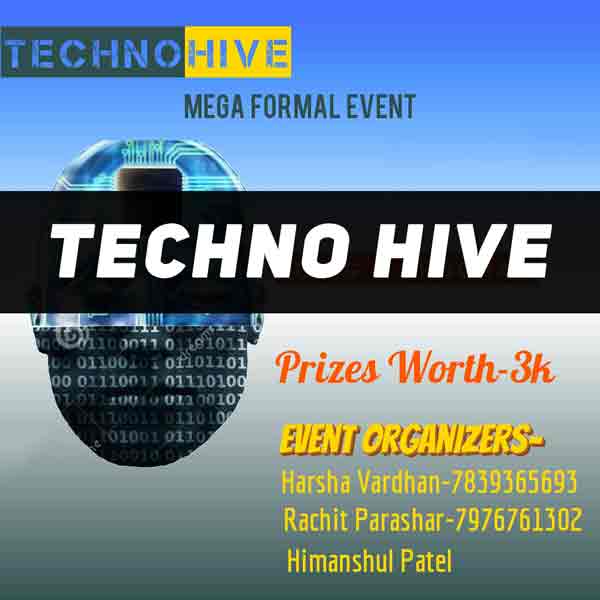 TECHNOHIVE
MEGA FORMAL EVENT
TECHNO HIVE
Prizes Worth-3k
EVENT ORGANIZERS-
Harsha Vardhan-7839365693
Rachit Parashar-7976761302
Himanshul Patel